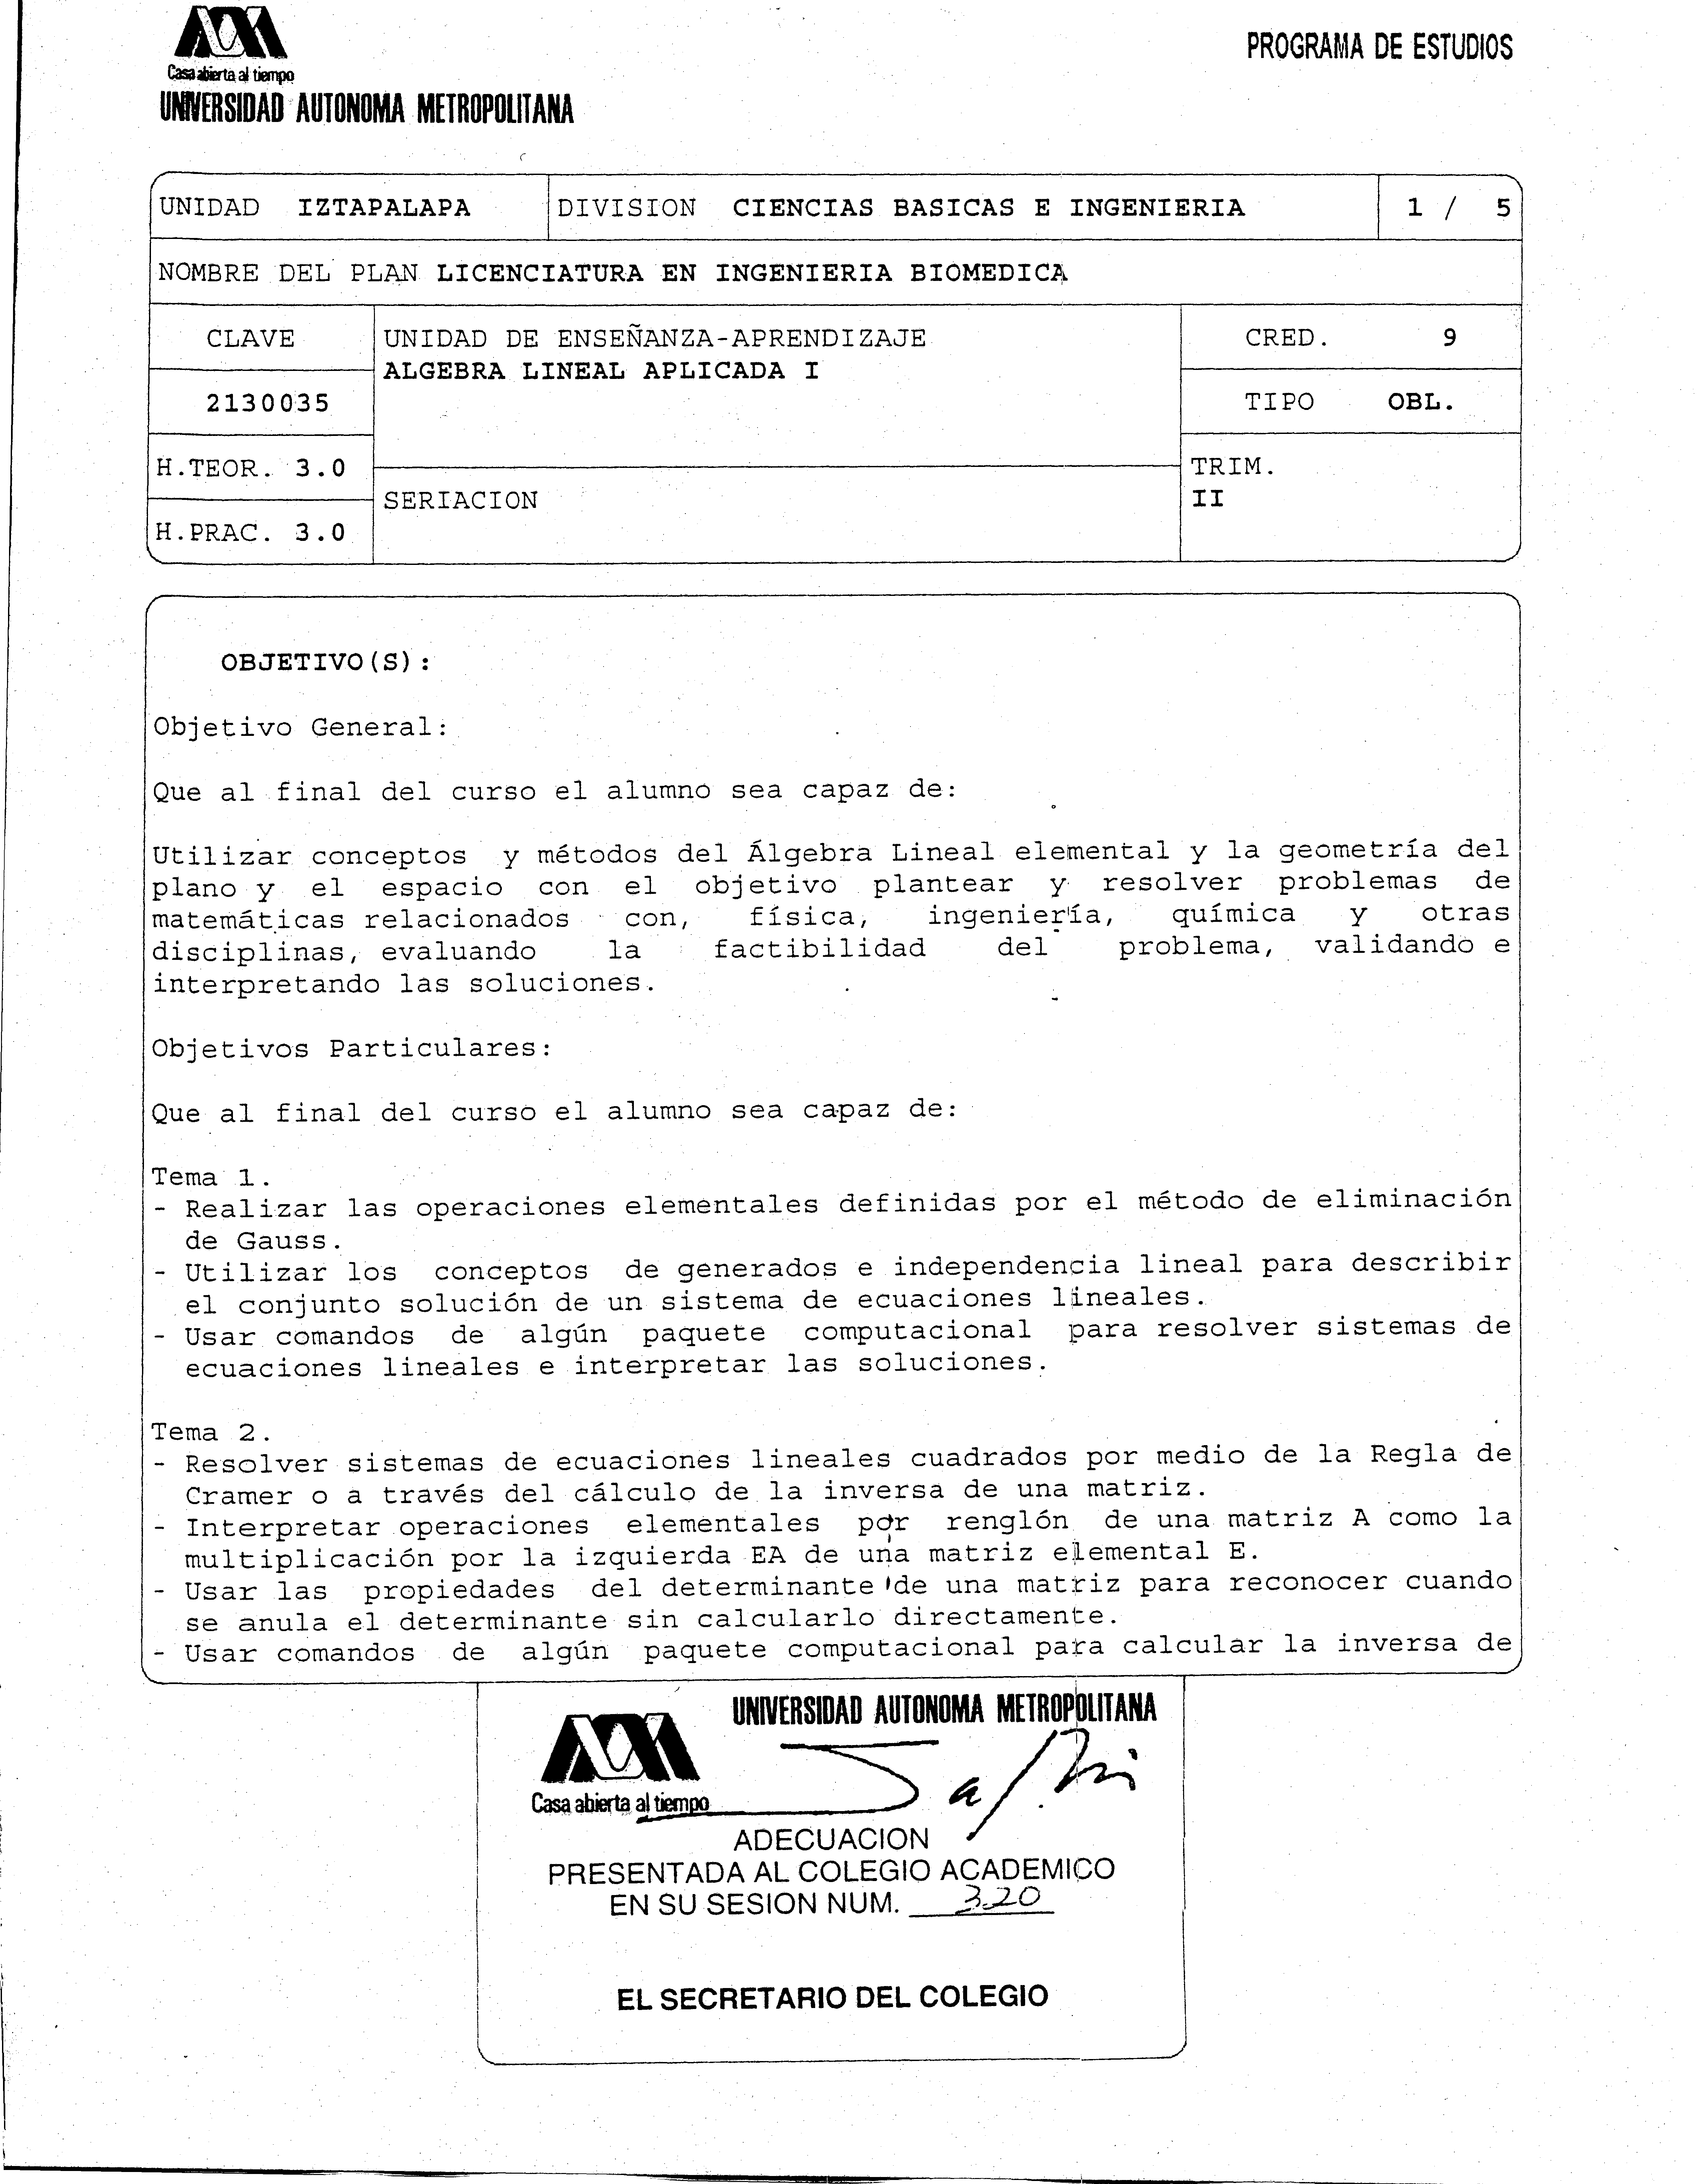 Casa abierta al tiempo
UNIVERSIDAD AUTONOMA METROPOLITANA
PROGRAMA DE ESTUDIOS
UNIDAD IZTAPALAPA DIVISION CIENCIAS BASICAS E INGENIERIA 1 / 5
NOMBRE DEL PLAN LICENCIATURA EN INGENIERIA BIOMEDICA
CLAVE
2130035
UNIDAD DE ENSEÑANZA-APRENDIZAJE
ALGEBRA LINEAL APLICADA I
CRED. 9
TIPO OBL.
H.TEOR. 3.0
H.PRAC. 3.0
SERIACION
TRIM.
II
OBJETIVO(S):
Objetivo General:
Que al final del curso el alumno sea capaz de:
Utilizar conceptos y métodos del Álgebra Lineal elemental y la geometría del
plano y el espacio con el objetivo plantear y resolver problemas de
matemáticas relacionados con, física, ingeniería, química y otras
disciplinas, evaluando la factibilidad del problema, validando e
interpretando las soluciones.
Objetivos Particulares:
Que al final del curso el alumno sea capaz de:
Tema 1.
- Realizar las operaciones elementales definidas por el método de eliminación
de Gauss.
- Utilizar los conceptos de generados e independencia lineal para describir
el conjunto solución de un sistema de ecuaciones lineales.
- Usar comandos de algún paquete computacional para resolver sistemas de
ecuaciones lineales e interpretar las soluciones.
Tema 2.
- Resolver sistemas de ecuaciones lineales cuadrados por medio de la Regla de
Cramer o a través del cálculo de la inversa de una matriz.
- Interpretar operaciones elementales por renglón de una matriz A como la
multiplicación por la izquierda EA de una matriz elemental E.
- Usar las propiedades del determinante de una matriz para reconocer cuando
se anula el determinante sin calcularlo directamente.
- Usar comandos de algún paquete computacional para calcular la inversa de
UNIVERSIDAD AUTONOMA METROPOLITANA
Casa abierta al tiempo
ADECUACION
PRESENTADA AL COLEGIO ACADEMICO
EN SU SESION NUM. 320
EL SECRETARIO DEL COLEGIO